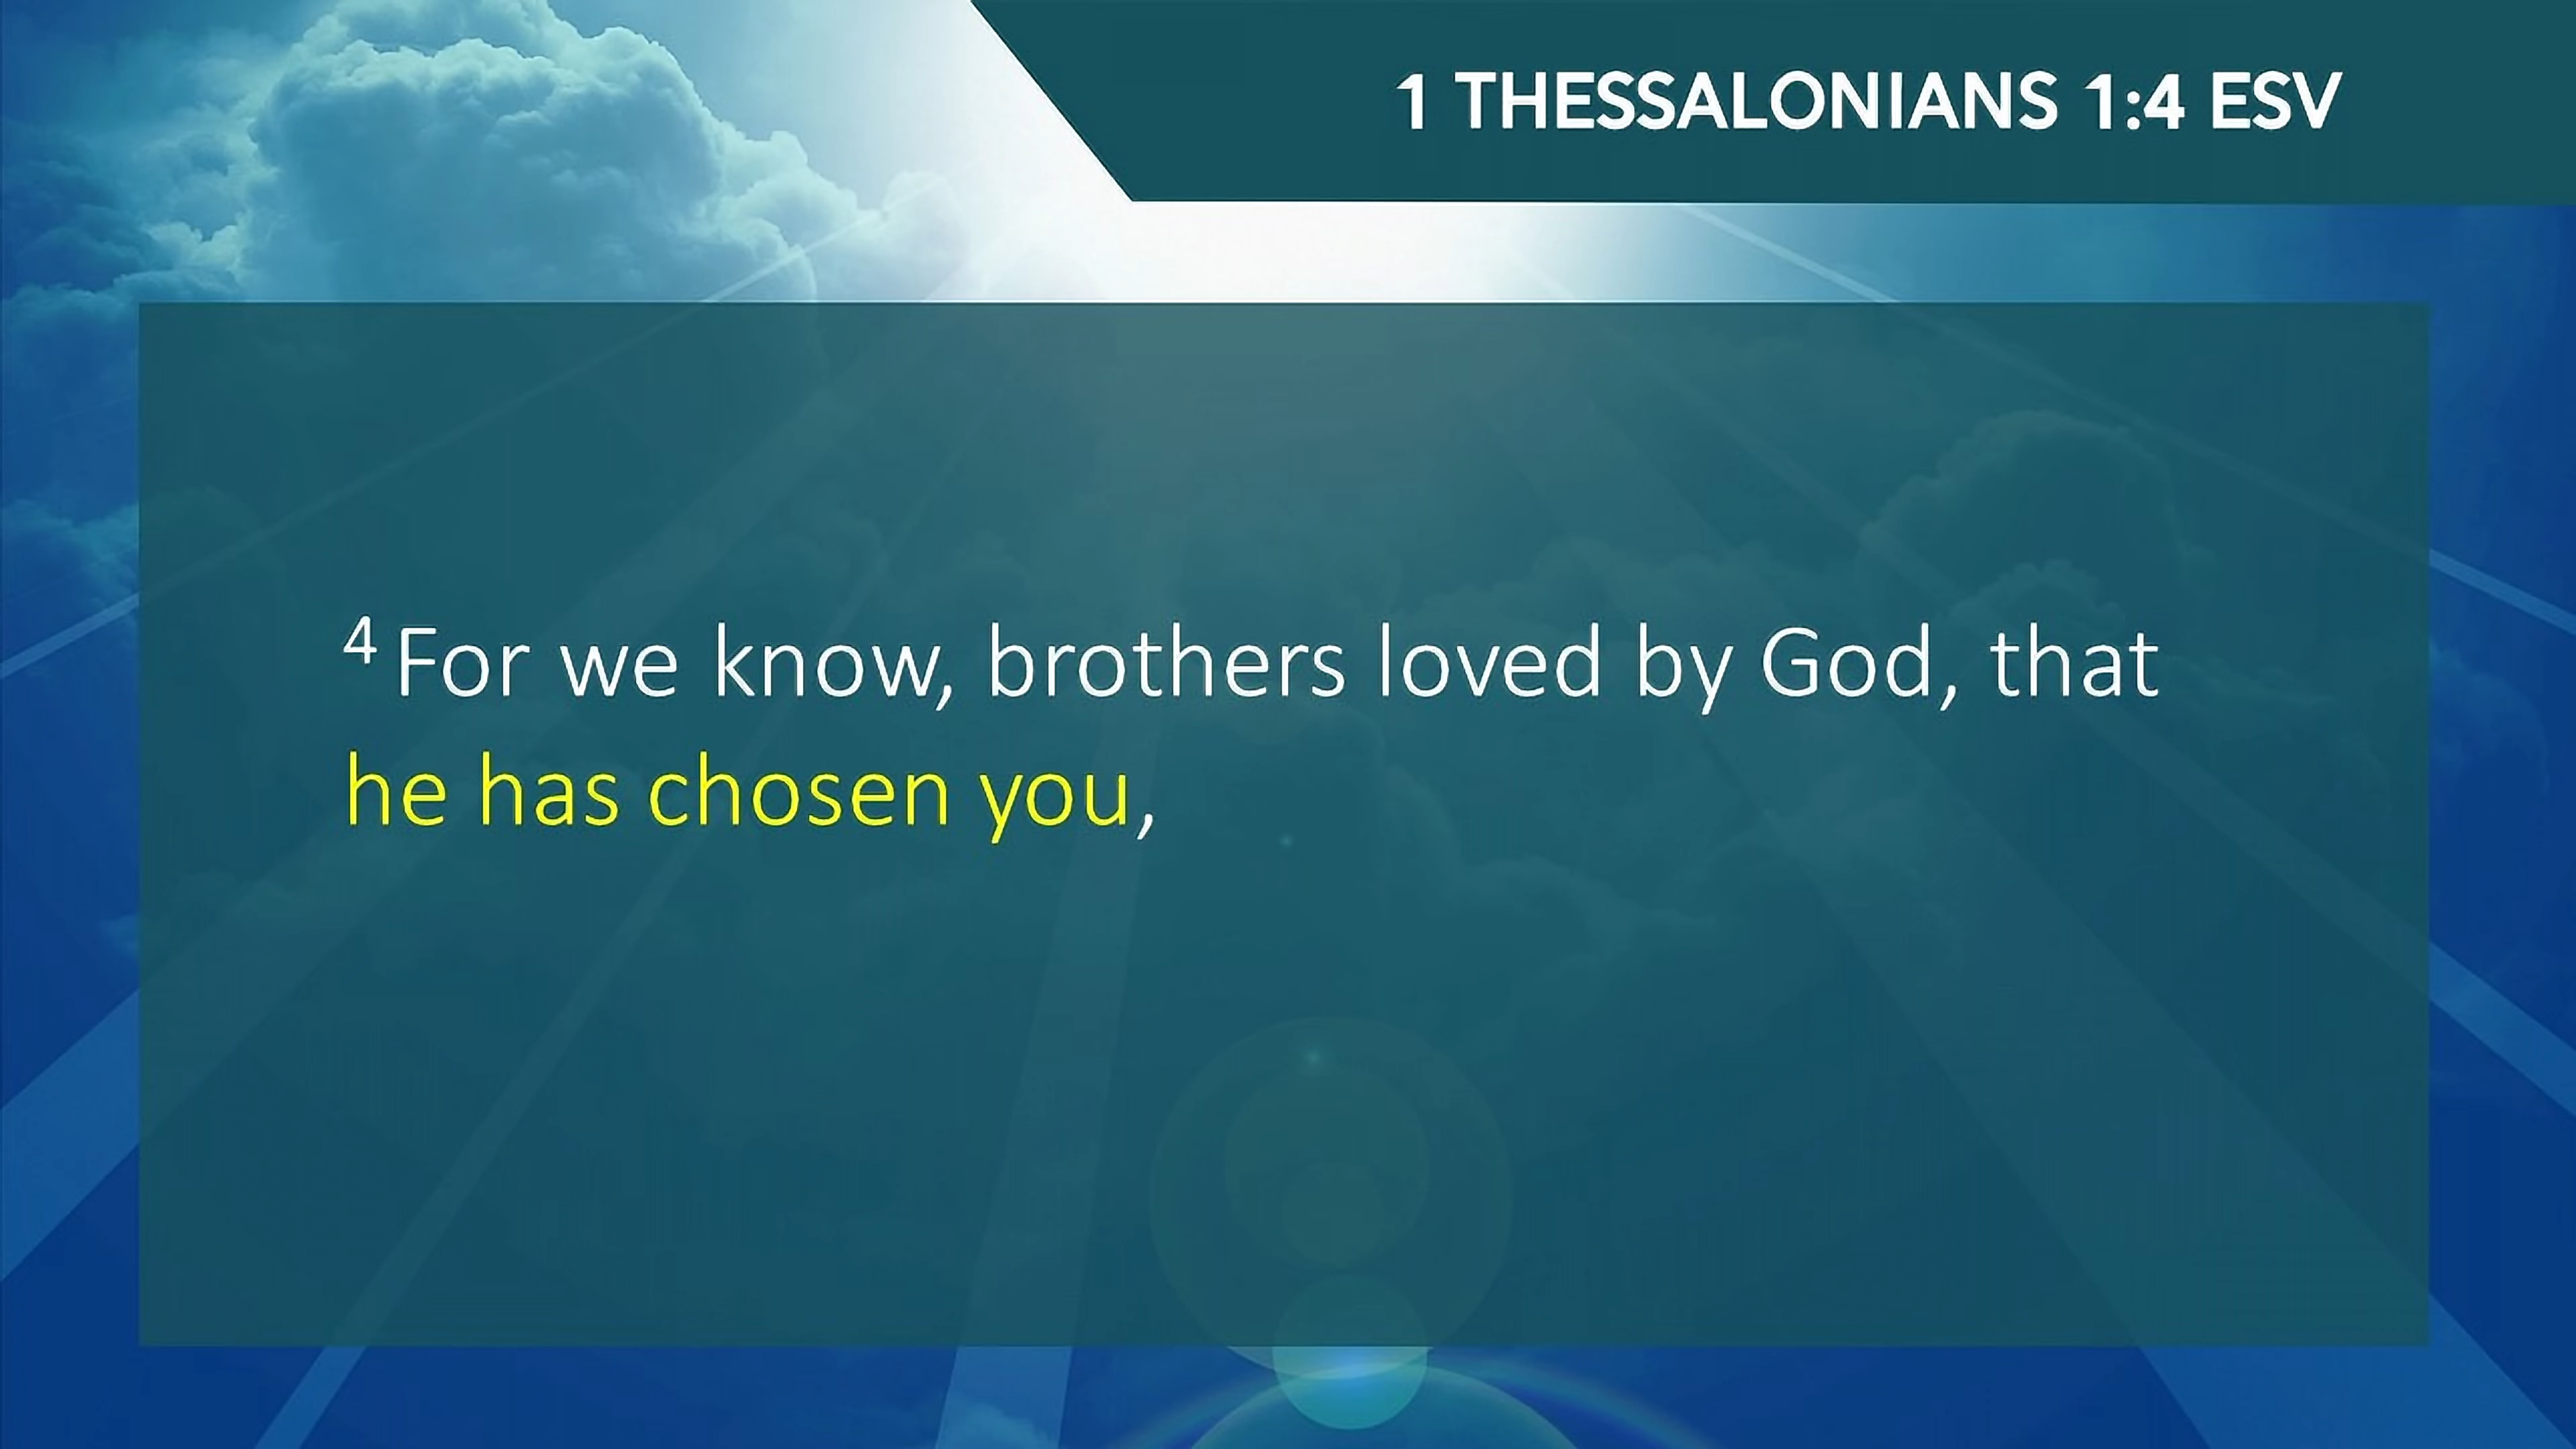 1 THESSALONIANS 1:4 ESV
4 For we know, brothers loved by God, that
he has chosen you,